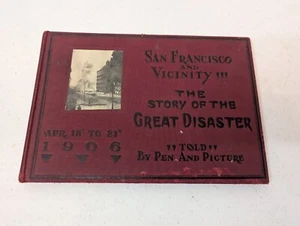 San Francisco
and
Vicinity!!!
The
Story of the
Great Disaster
"Told"
By Pen And Picture
Apr. 18 to 21st
1906